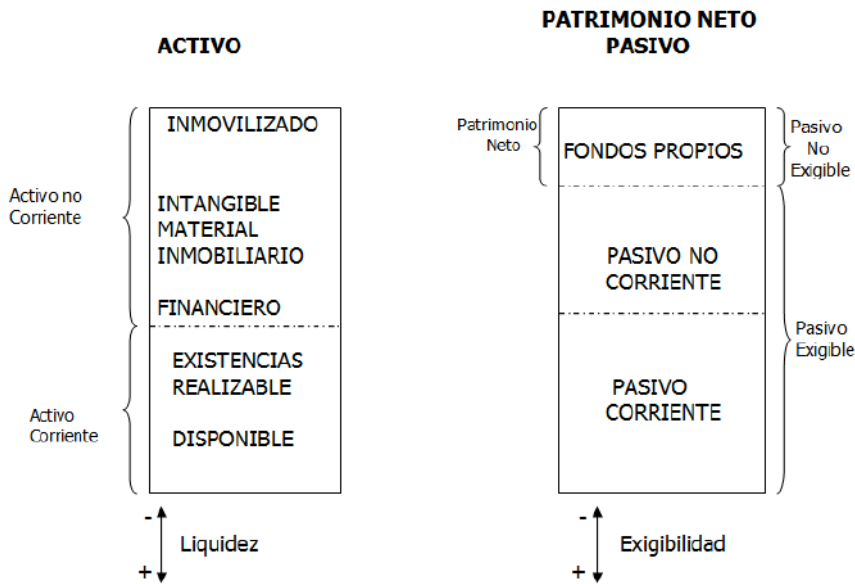 ACTIVO
PATRIMONIO NETO
PASIVO
Activo no
Corriente
INMOVILIZADO
INTANGIBLE
MATERIAL
INMOBILIARIO
FINANCIERO
Activo
Corriente
EXISTENCIAS
REALIZABLE
DISPONIBLE
-
+
Liquidez
Patrimonio
Neto
FONDOS PROPIOS
Pasivo
No
Exigible
PASIVO NO
CORRIENTE
PASIVO
CORRIENTE
Pasivo
Exigible
-
+
Exigibilidad